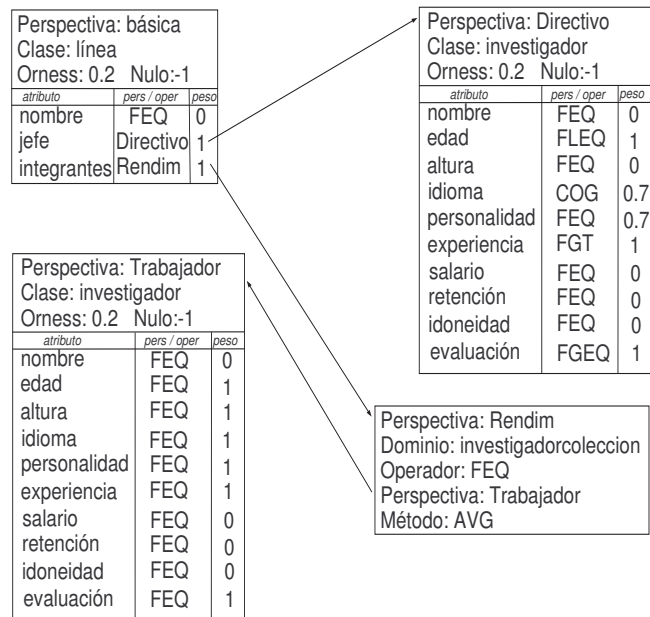 Perspectiva: básica
Clase: línea
Orness: 0.2 Nulo:-1
atributo pers / oper peso
nombre FEQ 0
jefe Directivo 1
integrantes Rendim 1
Perspectiva: Directivo
Clase: investigador
Orness: 0.2 Nulo:-1
atributo pers / oper peso
nombre FEQ 0
edad FLEQ 1
altura FEQ 0
idioma COG 0.7
personalidad FEQ 0.7
experiencia FGT 1
salario FEQ 0
retención FEQ 0
idoneidad FEQ 0
evaluación FGEQ 1
Perspectiva: Trabajador
Clase: investigador
Orness: 0.2 Nulo:-1
atributo pers / oper peso
nombre FEQ 0
edad FEQ 1
altura FEQ 1
idioma FEQ 1
personalidad FEQ 1
experiencia FEQ 1
salario FEQ 0
retención FEQ 0
idoneidad FEQ 0
evaluación FEQ 1
Perspectiva: Rendim
Dominio: investigadorcoleccion
Operador: FEQ
Perspectiva: Trabajador
Método: AVG